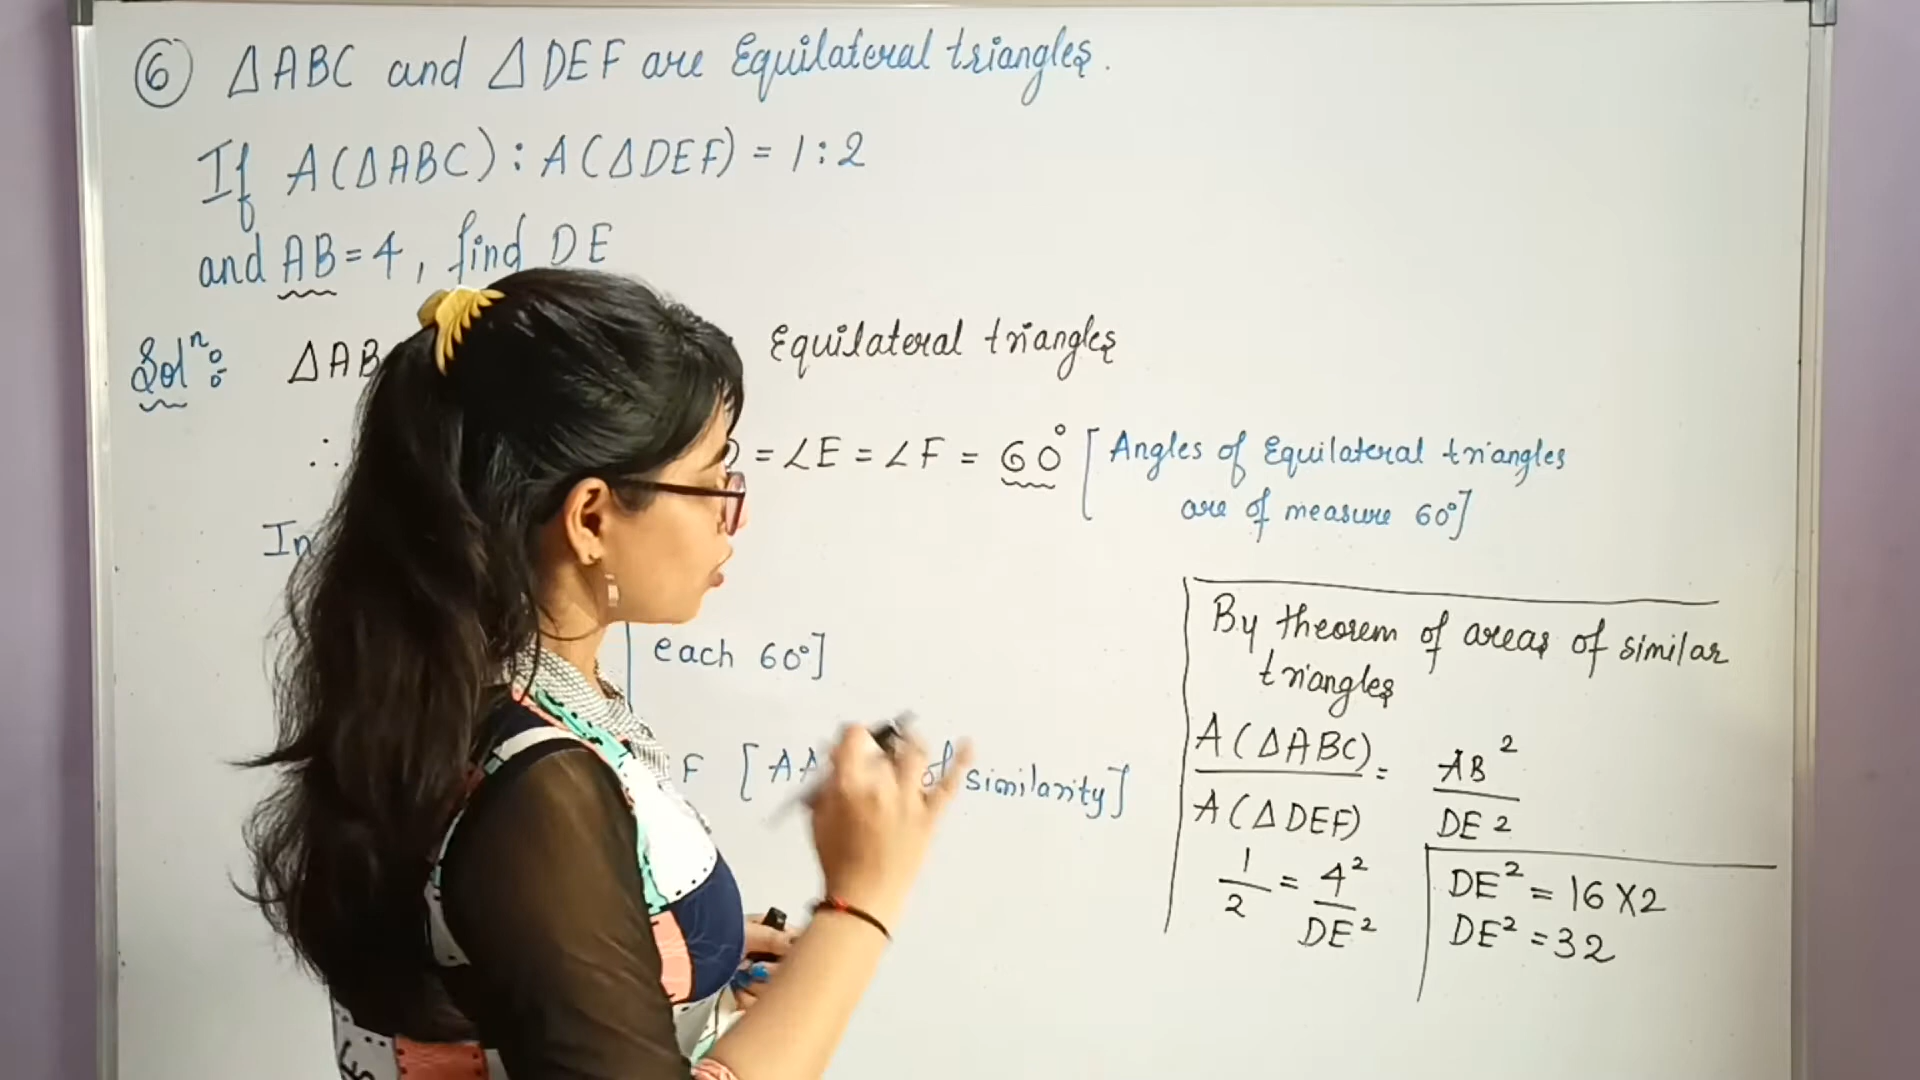 ⑥ ΔABC and ΔDEF are Equilateral triangles.
If A(ΔABC) : A(ΔDEF) = 1 : 2
and AB = 4, find DE
Solⁿ: ΔAB Equilateral triangles
∴ = ∠E = ∠F = 60° [Angles of Equilateral triangles
are of measure 60°]
In
each 60°]
F [AA of similarity]
By theorem of areas of similar
triangles
A(ΔABC) / A(ΔDEF) = AB² / DE²
1/2 = 4²/DE²
DE² = 16 X 2
DE² = 32